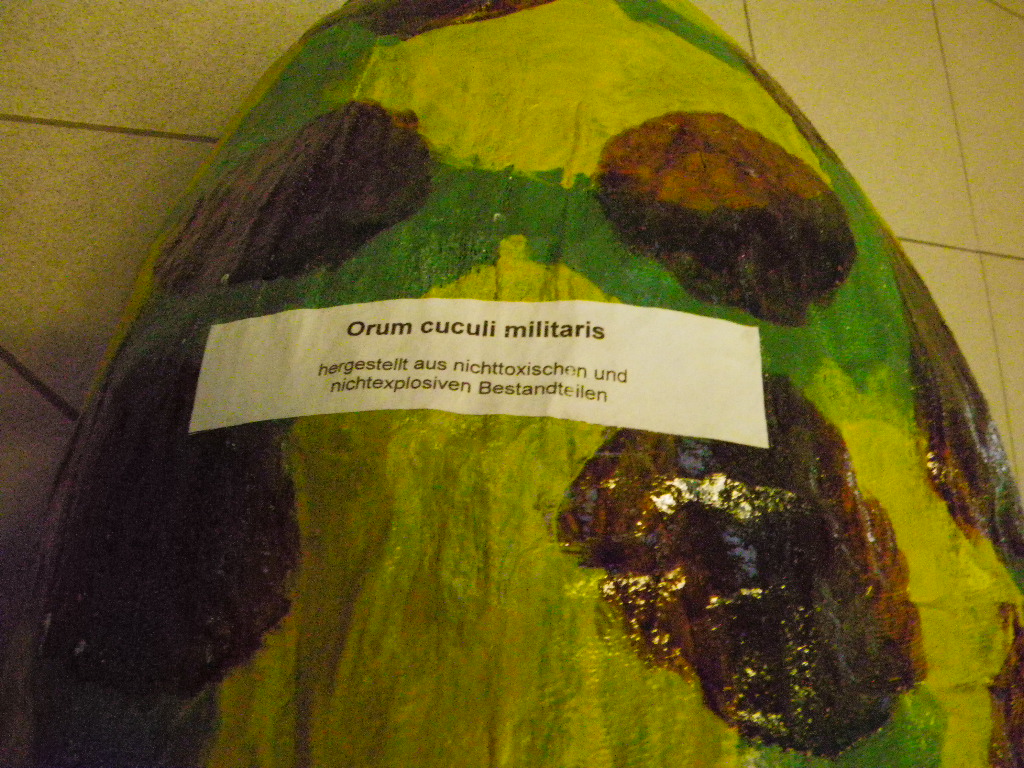 Orum cuculi militaris
hergestellt aus nichttoxischen und
nichtexplosiven Bestandteilen